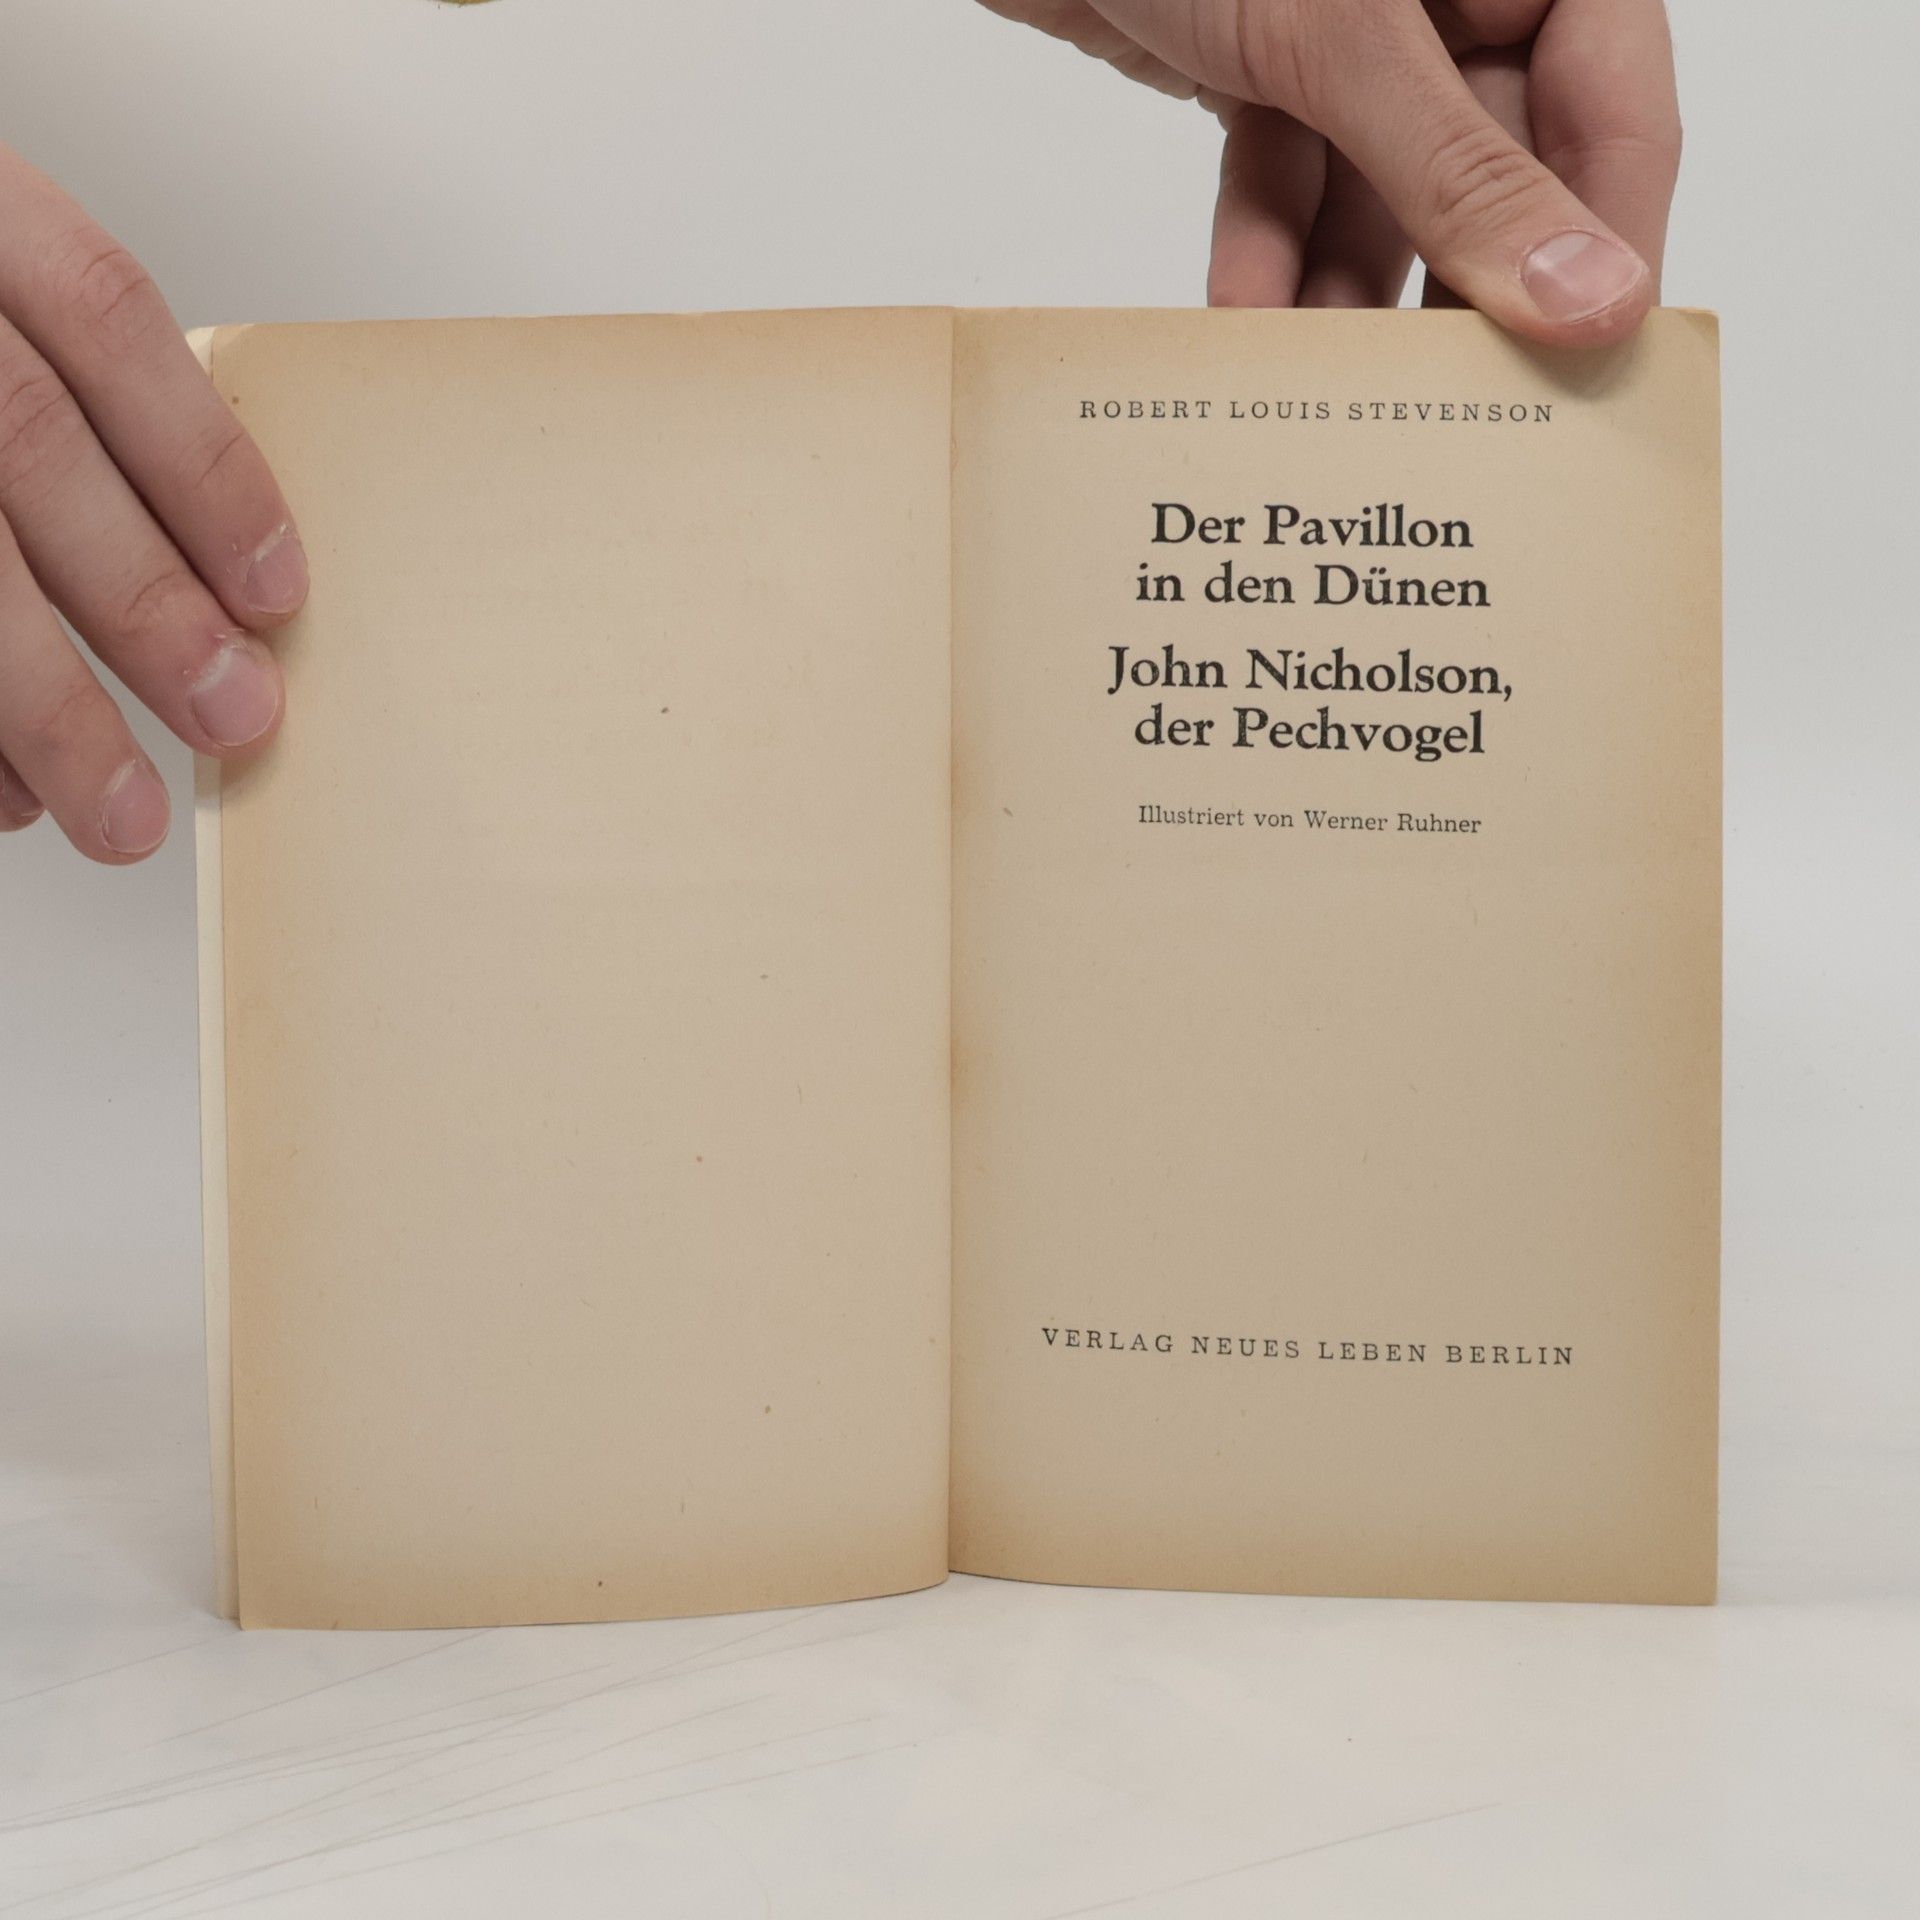 ROBERT LOUIS STEVENSON
Der Pavillon
in den Dünen
John Nicholson,
der Pechvogel
Illustriert von Werner Ruhner
VERLAG NEUES LEBEN BERLIN